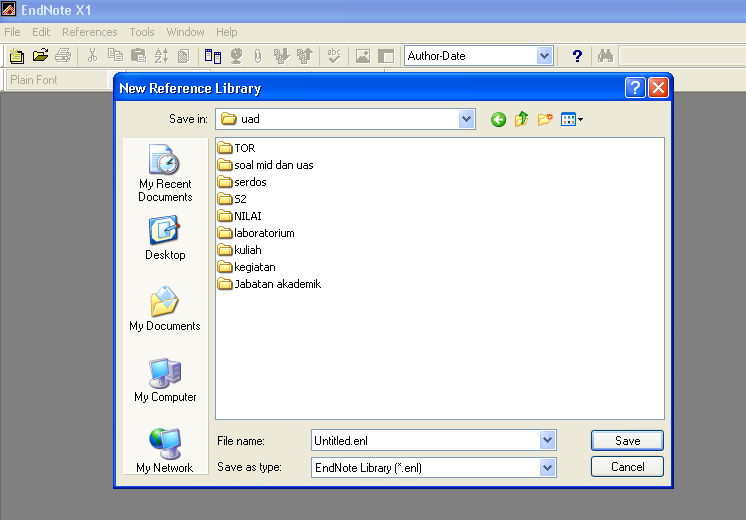 EndNote X1
File Edit References Tools Window Help
Author-Date
Plain Font
New Reference Library
Save in: uad
My Recent Documents
Desktop
My Documents
My Computer
My Network
TOR
soal mid dan uas
serdos
S2
NILAI
laboratorium
kuliah
kegiatan
Jabatan akademik
File name: Untitled.enl
Save
Save as type: EndNote Library (*.enl)
Cancel